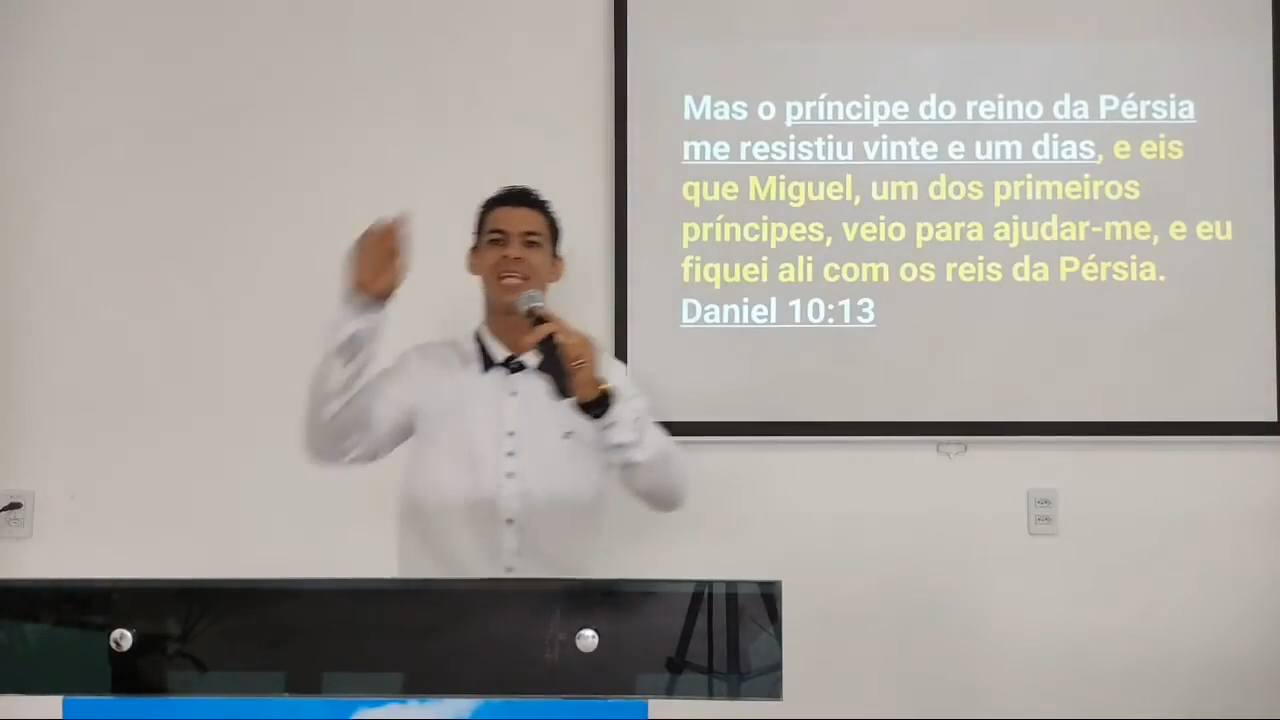 Mas o príncipe do reino da Pérsia
me resistiu vinte e um dias, e eis
que Miguel, um dos primeiros
príncipes, veio para ajudar-me, e eu
fiquei ali com os reis da Pérsia.
Daniel 10:13